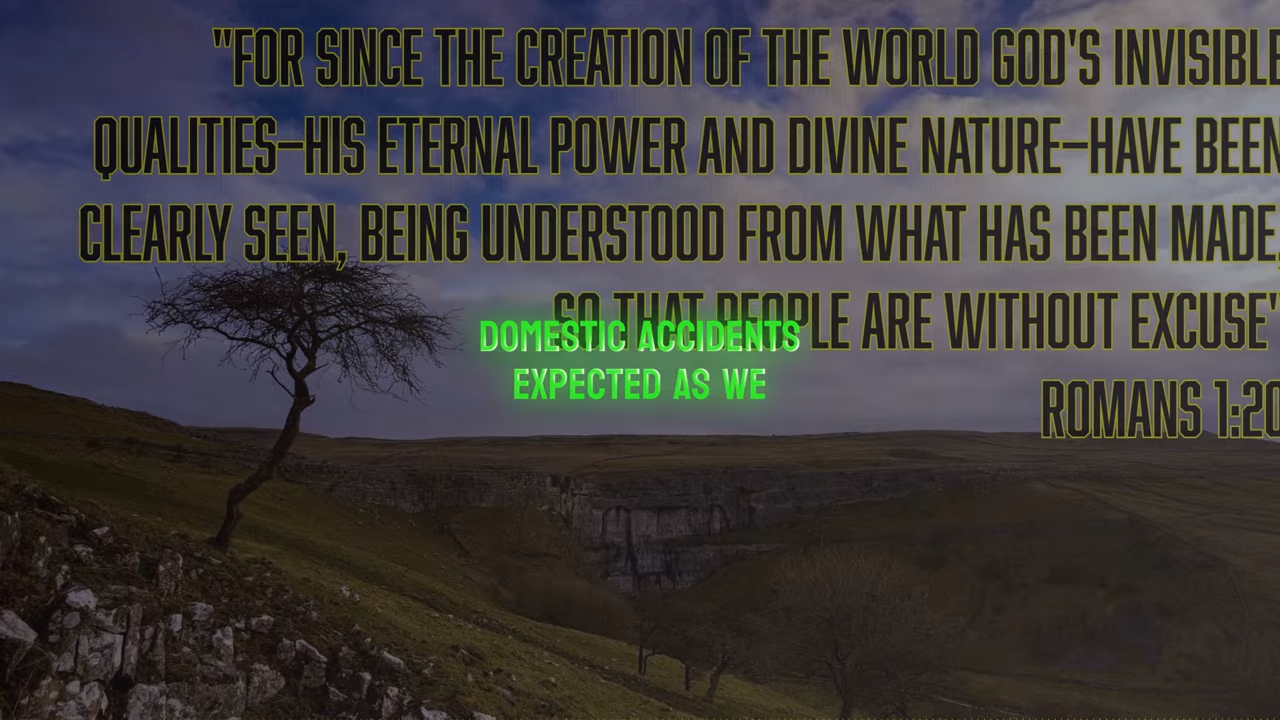 "FOR SINCE THE CREATION OF THE WORLD GOD'S INVISIBLE
QUALITIES—HIS ETERNAL POWER AND DIVINE NATURE—HAVE BEEN
CLEARLY SEEN, BEING UNDERSTOOD FROM WHAT HAS BEEN MADE,
SO THAT PEOPLE ARE WITHOUT EXCUSE"
ROMANS 1:20
DOMESTIC ACCIDENTS
EXPECTED AS WE